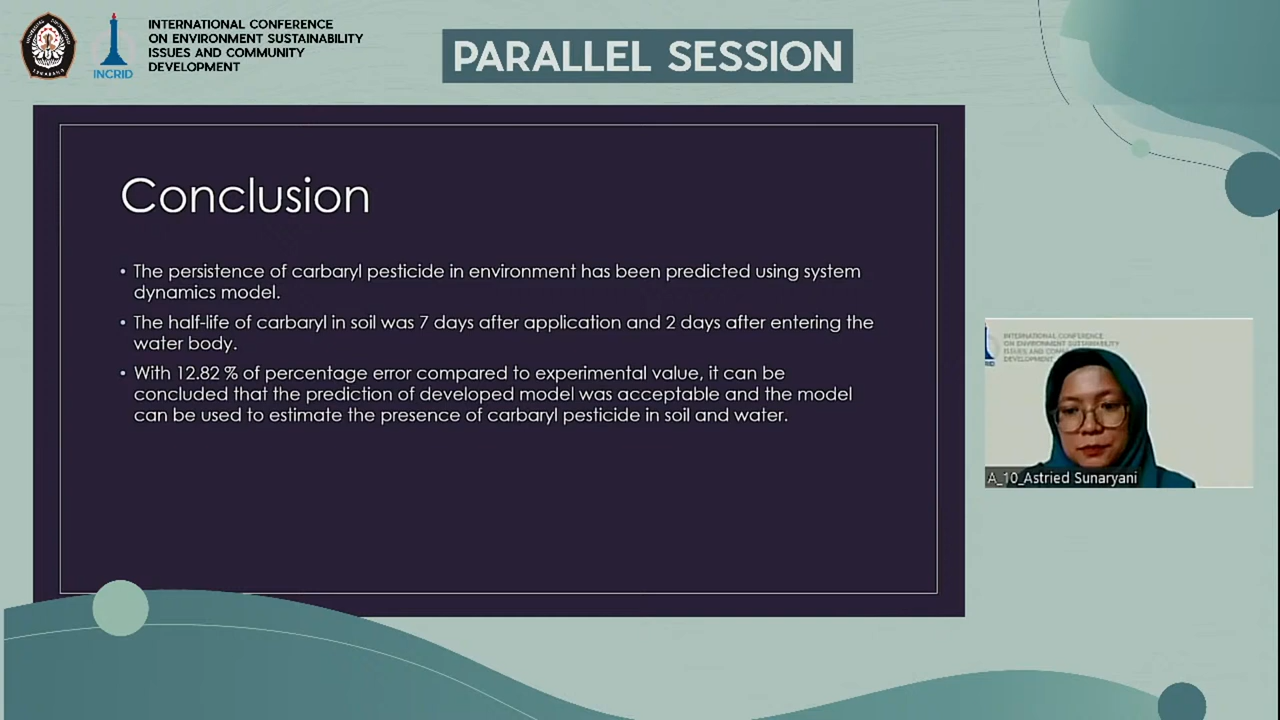 INTERNATIONAL CONFERENCE
ON ENVIRONMENT SUSTAINABILITY
ISSUES AND COMMUNITY
DEVELOPMENT
INCRID
PARALLEL SESSION
Conclusion
• The persistence of carbaryl pesticide in environment has been predicted using system
dynamics model.
• The half-life of carbaryl in soil was 7 days after application and 2 days after entering the
water body.
• With 12.82 % of percentage error compared to experimental value, it can be
concluded that the prediction of developed model was acceptable and the model
can be used to estimate the presence of carbaryl pesticide in soil and water.
INTERNATIONAL CONFERENCE
ON ENVIRONMENT SUSTAINABILITY
ISSUES AND
DEVELOPMENT
A_10_Astried Sunaryani